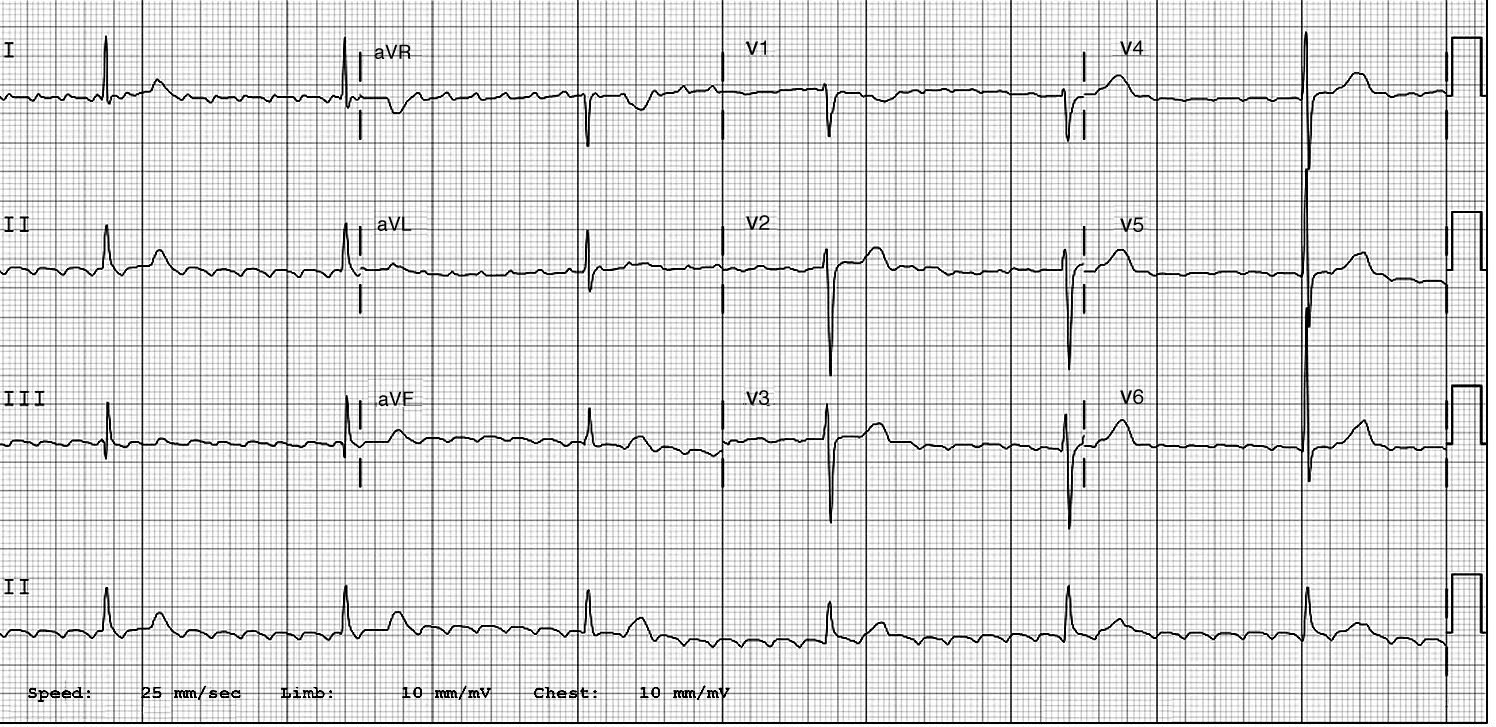 I aVR V1 V4
II aVL V2 V5
III aVF V3 V6
II
Speed: 25 mm/sec Limb: 10 mm/mV Chest: 10 mm/mV